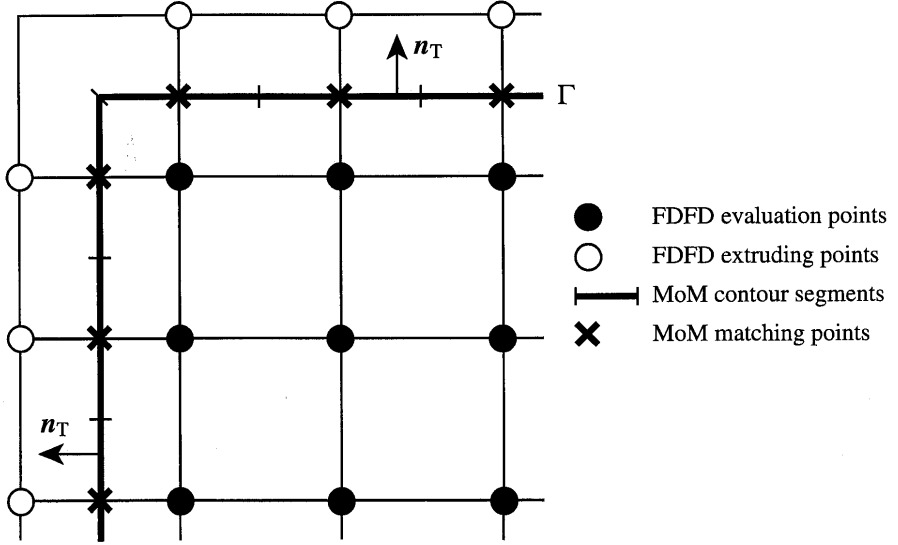 n_T
Γ
FDFD evaluation points
FDFD extruding points
MoM contour segments
MoM matching points
n_T